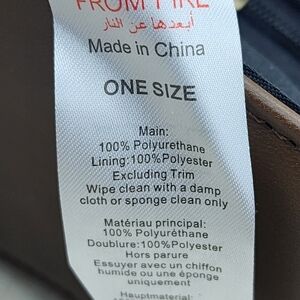 FROM FIRE
أبعدها عن النار
Made in China
ONE SIZE
Main:
100% Polyurethane
Lining:100%Polyester
Excluding Trim
Wipe clean with a damp
cloth or sponge clean only
Matériau principal:
100% Polyuréthane
Doublure:100%Polyester
Hors parure
Essuyer avec un chiffon
humide ou une éponge
uniquement
Hauptmaterial: